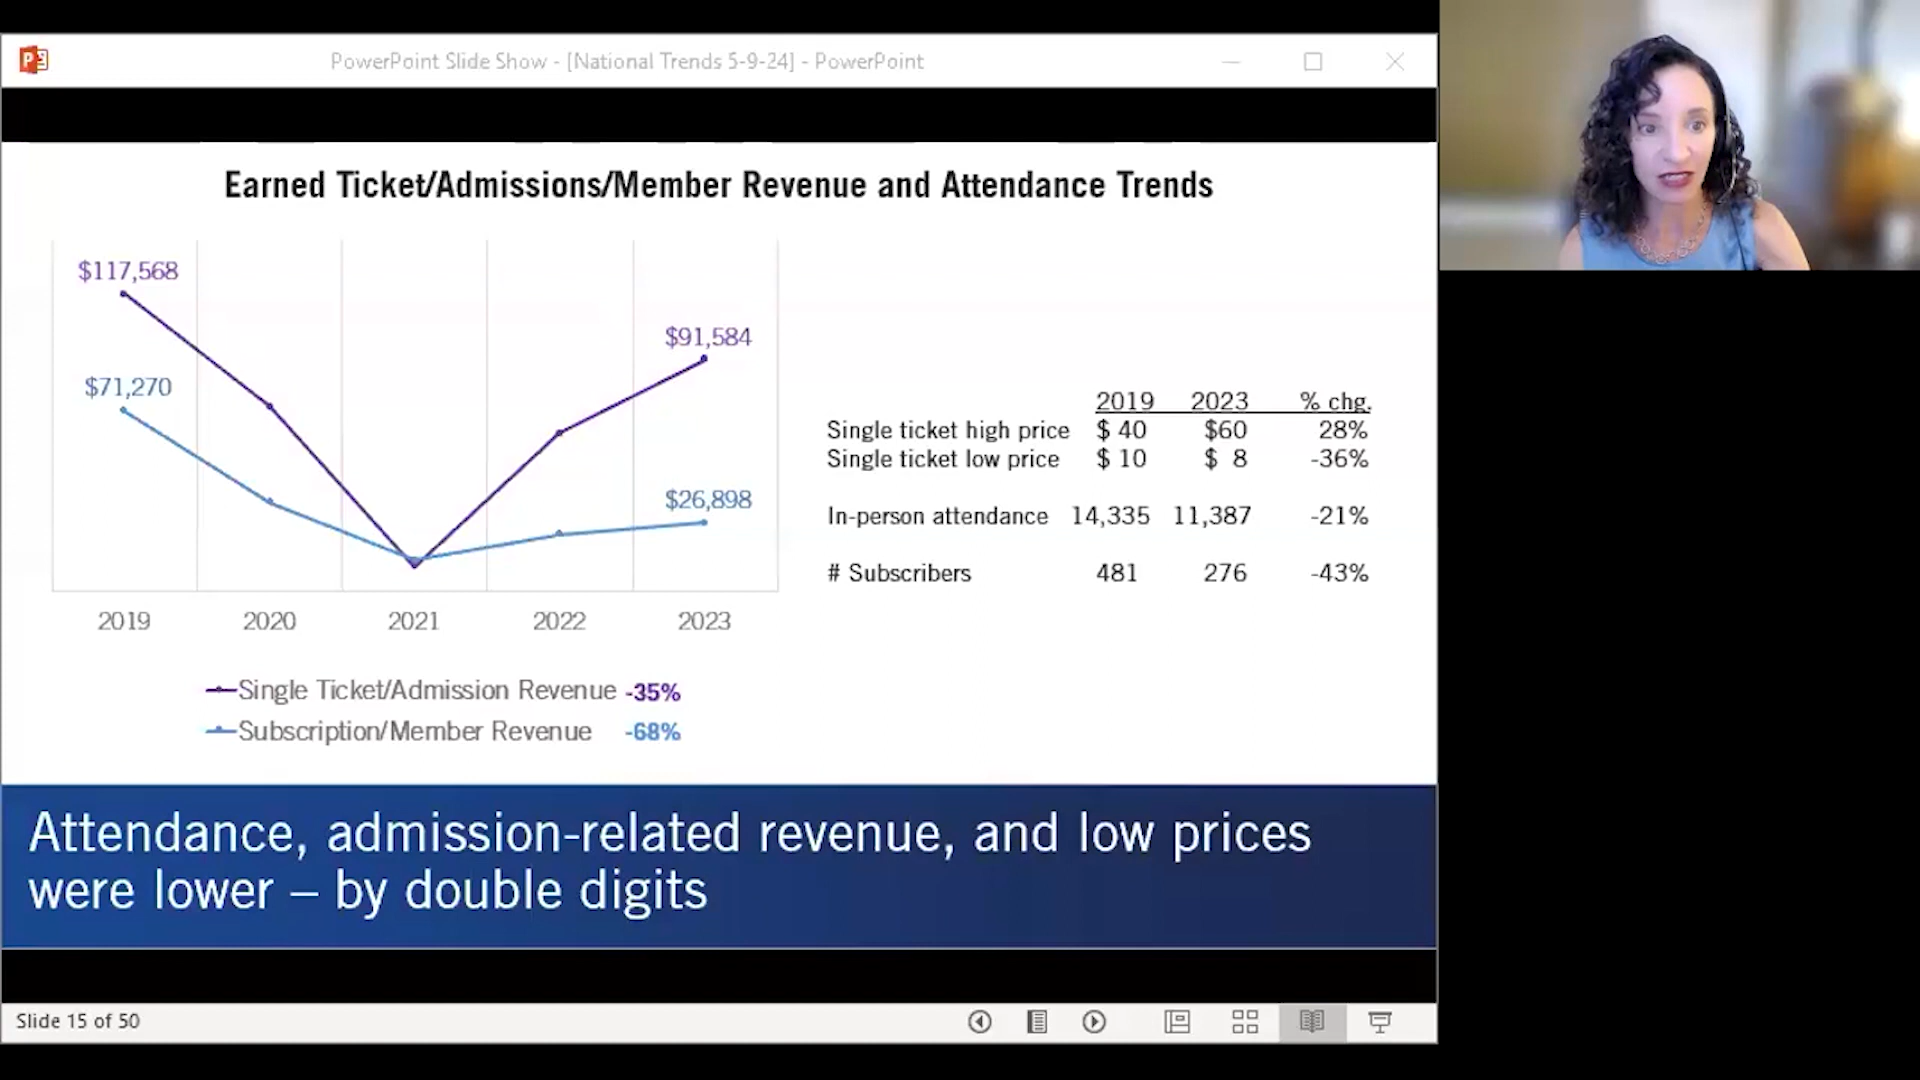 PowerPoint Slide Show - [National Trends 5-9-24] - PowerPoint
Earned Ticket/Admissions/Member Revenue and Attendance Trends
$117,568
$71,270
$91,584
$26,898
2019 2020 2021 2022 2023
Single Ticket/Admission Revenue -35%
Subscription/Member Revenue -68%
2019 2023 % chg.
Single ticket high price $ 40 $60 28%
Single ticket low price $ 10 $ 8 -36%
In-person attendance 14,335 11,387 -21%
# Subscribers 481 276 -43%
Attendance, admission-related revenue, and low prices
were lower – by double digits
Slide 15 of 50